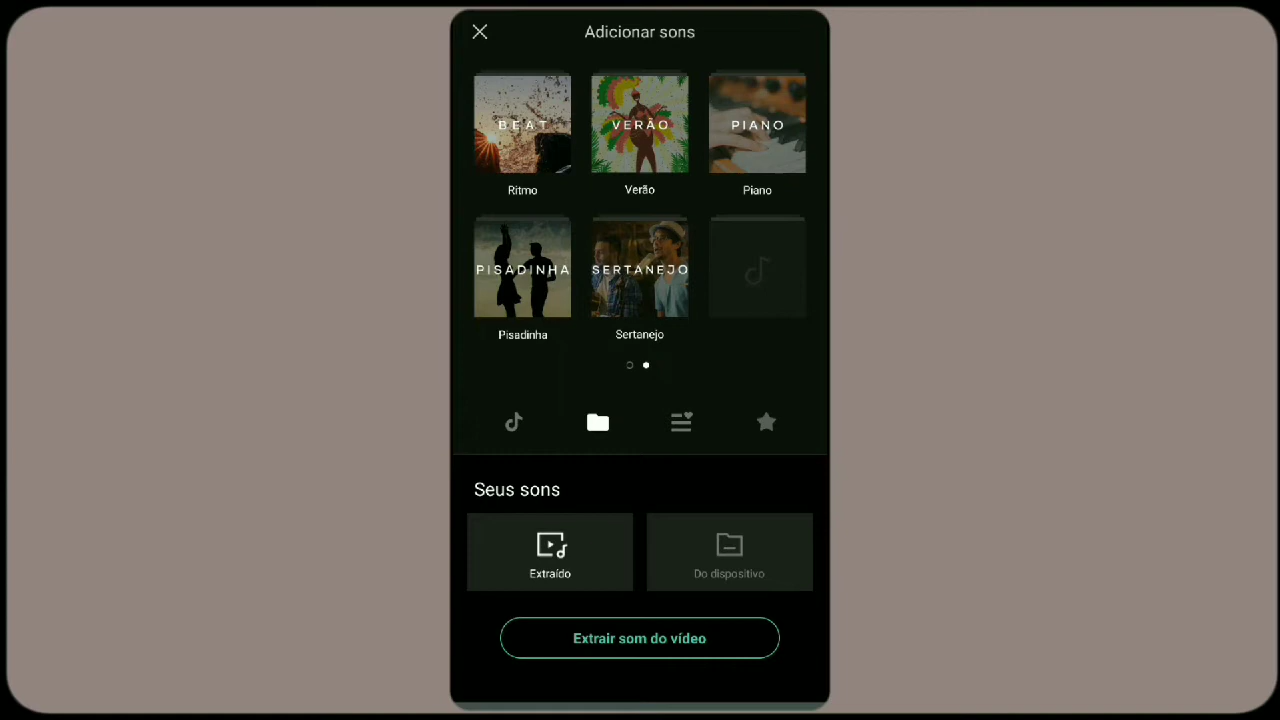 Adicionar sons
BEAT
VERÃO
PIANO
Ritmo
Verão
Piano
PISADINHA
SERTANEJO
Pisadinha
Sertanejo
Seus sons
Extraído
Do dispositivo
Extrair som do vídeo